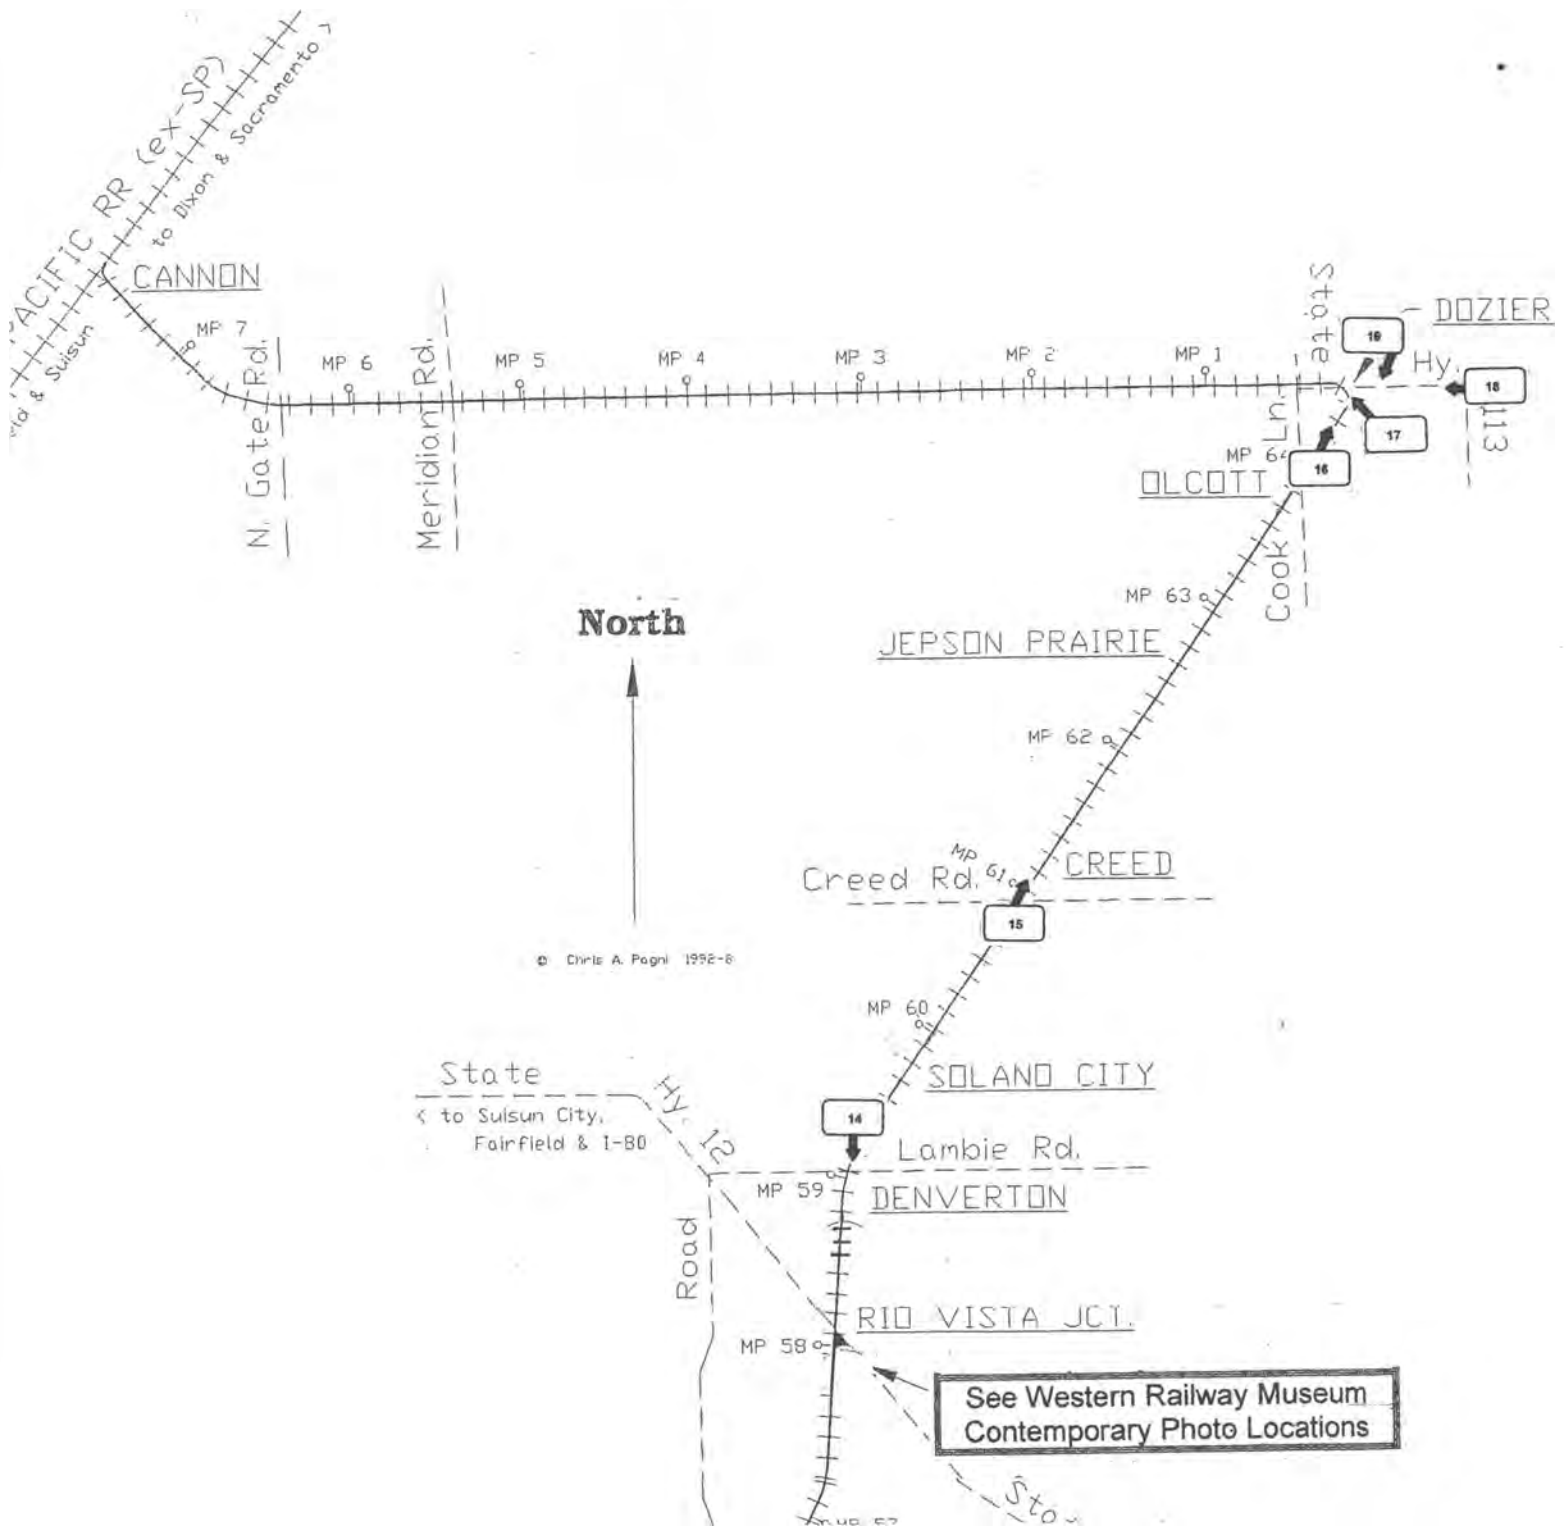 PACIFIC RR (ex-SP)
to Dixon & Sacramento >
& Suisun
CANNON
MP 7
N. Gate Rd.
MP 6
Meridian Rd.
MP 5
MP 4
MP 3
MP 2
MP 1
State
Hy.
113
DOZIER
19
18
17
16
MP 64
OLCOTT
Cook Ln.
MP 63
JEPSON PRAIRIE
North
MP 62
MP 61
CREED
Creed Rd.
15
© Chris A. Pagni 1992-8
MP 60
SOLANO CITY
State
Hy. 12
< to Suisun City,
Fairfield & I-80
14
Lambie Rd.
MP 59
DENVERTON
Road
RIO VISTA JCT.
MP 58
See Western Railway Museum
Contemporary Photo Locations
MP 57